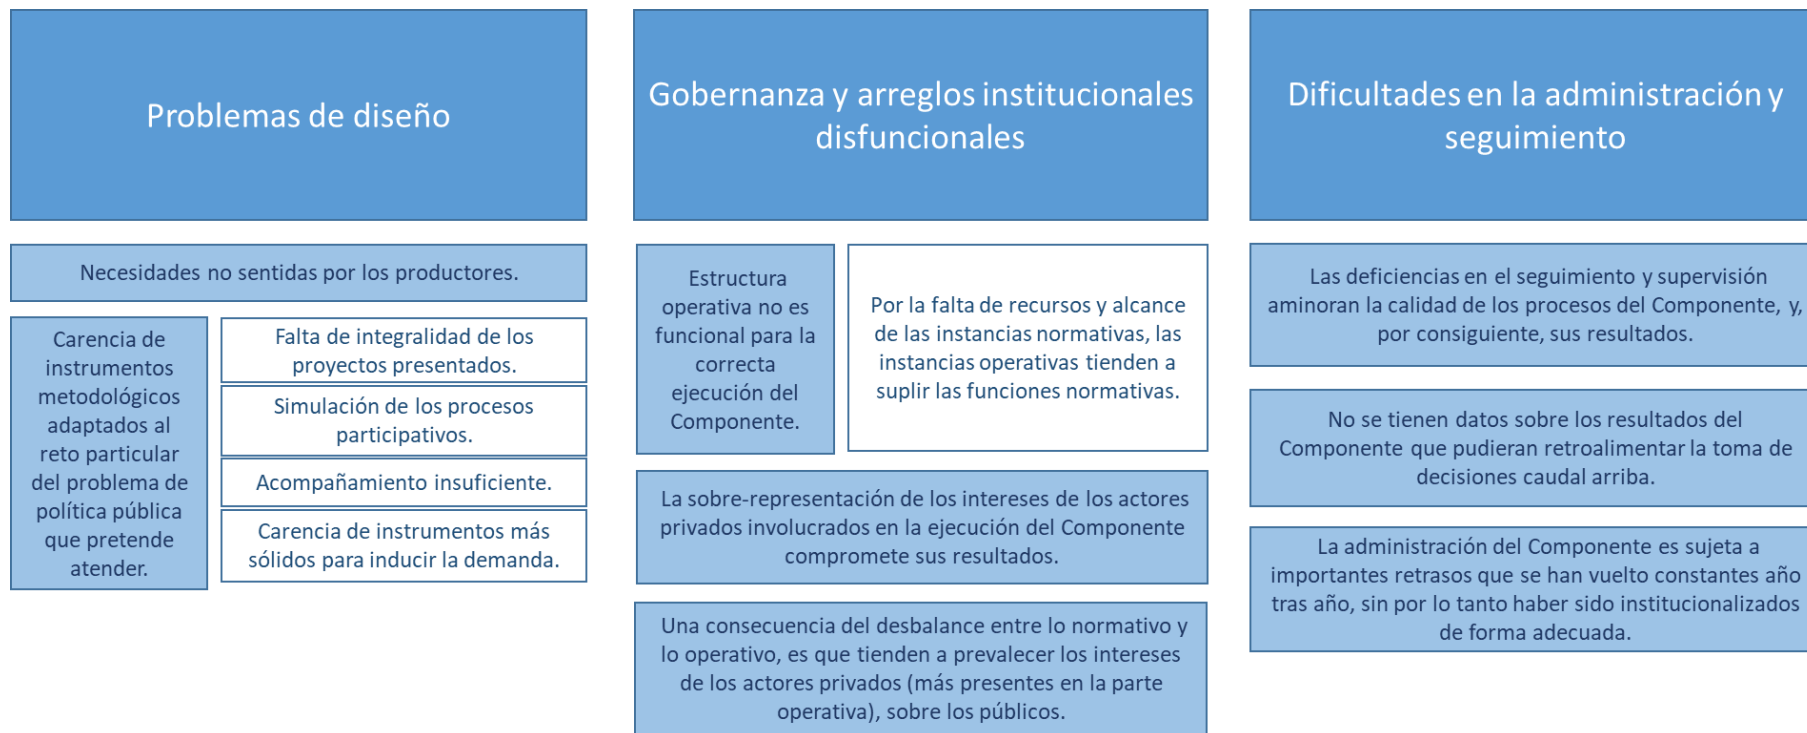 Problemas de diseño
Necesidades no sentidas por los productores.
Carencia de
instrumentos
metodológicos
adaptados al
reto particular
del problema de
política pública
que pretende
atender.
Falta de integralidad de los
proyectos presentados.
Simulación de los procesos
participativos.
Acompañamiento insuficiente.
Carencia de instrumentos más
sólidos para inducir la demanda.
Gobernanza y arreglos institucionales
disfuncionales
Estructura
operativa no es
funcional para la
correcta
ejecución del
Componente.
Por la falta de recursos y alcance
de las instancias normativas, las
instancias operativas tienden a
suplir las funciones normativas.
La sobre-representación de los intereses de los actores
privados involucrados en la ejecución del Componente
compromete sus resultados.
Una consecuencia del desbalance entre lo normativo y
lo operativo, es que tienden a prevalecer los intereses
de los actores privados (más presentes en la parte
operativa), sobre los públicos.
Dificultades en la administración y
seguimiento
Las deficiencias en el seguimiento y supervisión
aminoran la calidad de los procesos del Componente, y,
por consiguiente, sus resultados.
No se tienen datos sobre los resultados del
Componente que pudieran retroalimentar la toma de
decisiones caudal arriba.
La administración del Componente es sujeta a
importantes retrasos que se han vuelto constantes año
tras año, sin por lo tanto haber sido institucionalizados
de forma adecuada.